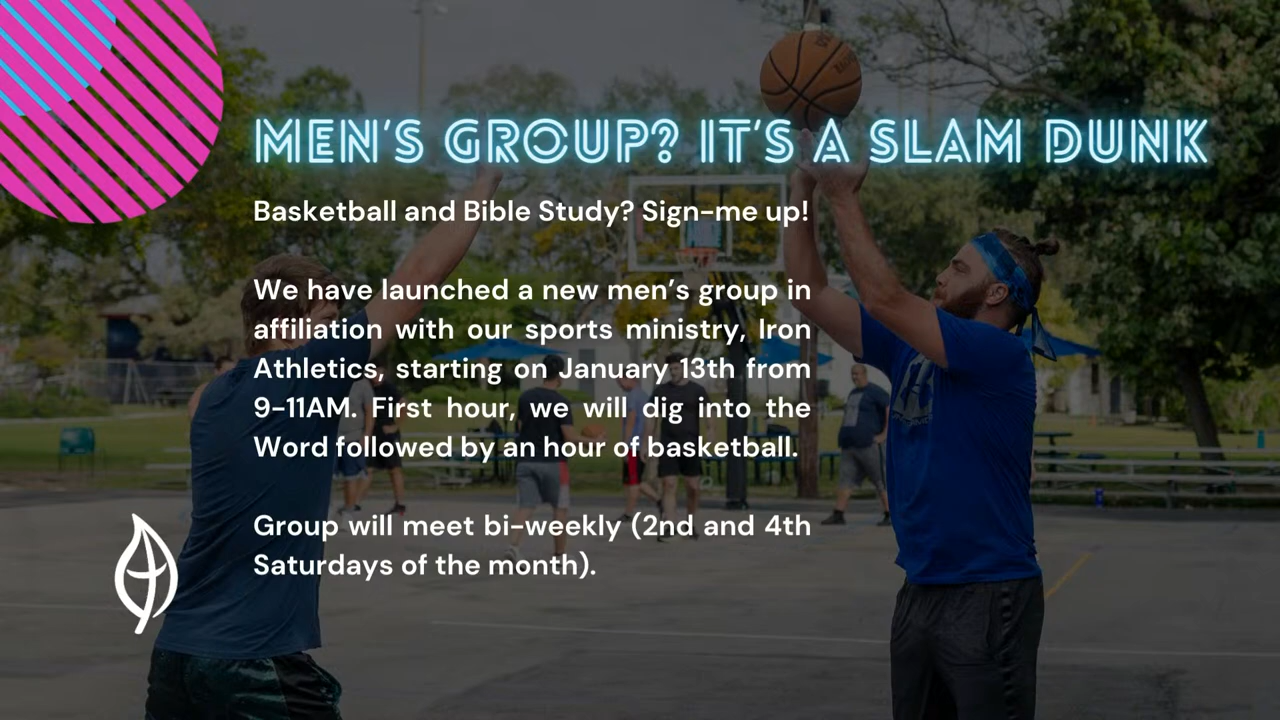 MEN'S GROUP? IT'S A SLAM DUNK
Basketball and Bible Study? Sign-me up!
We have launched a new men's group in
affiliation with our sports ministry, Iron
Athletics, starting on January 13th from
9-11AM. First hour, we will dig into the
Word followed by an hour of basketball.
Group will meet bi-weekly (2nd and 4th
Saturdays of the month).